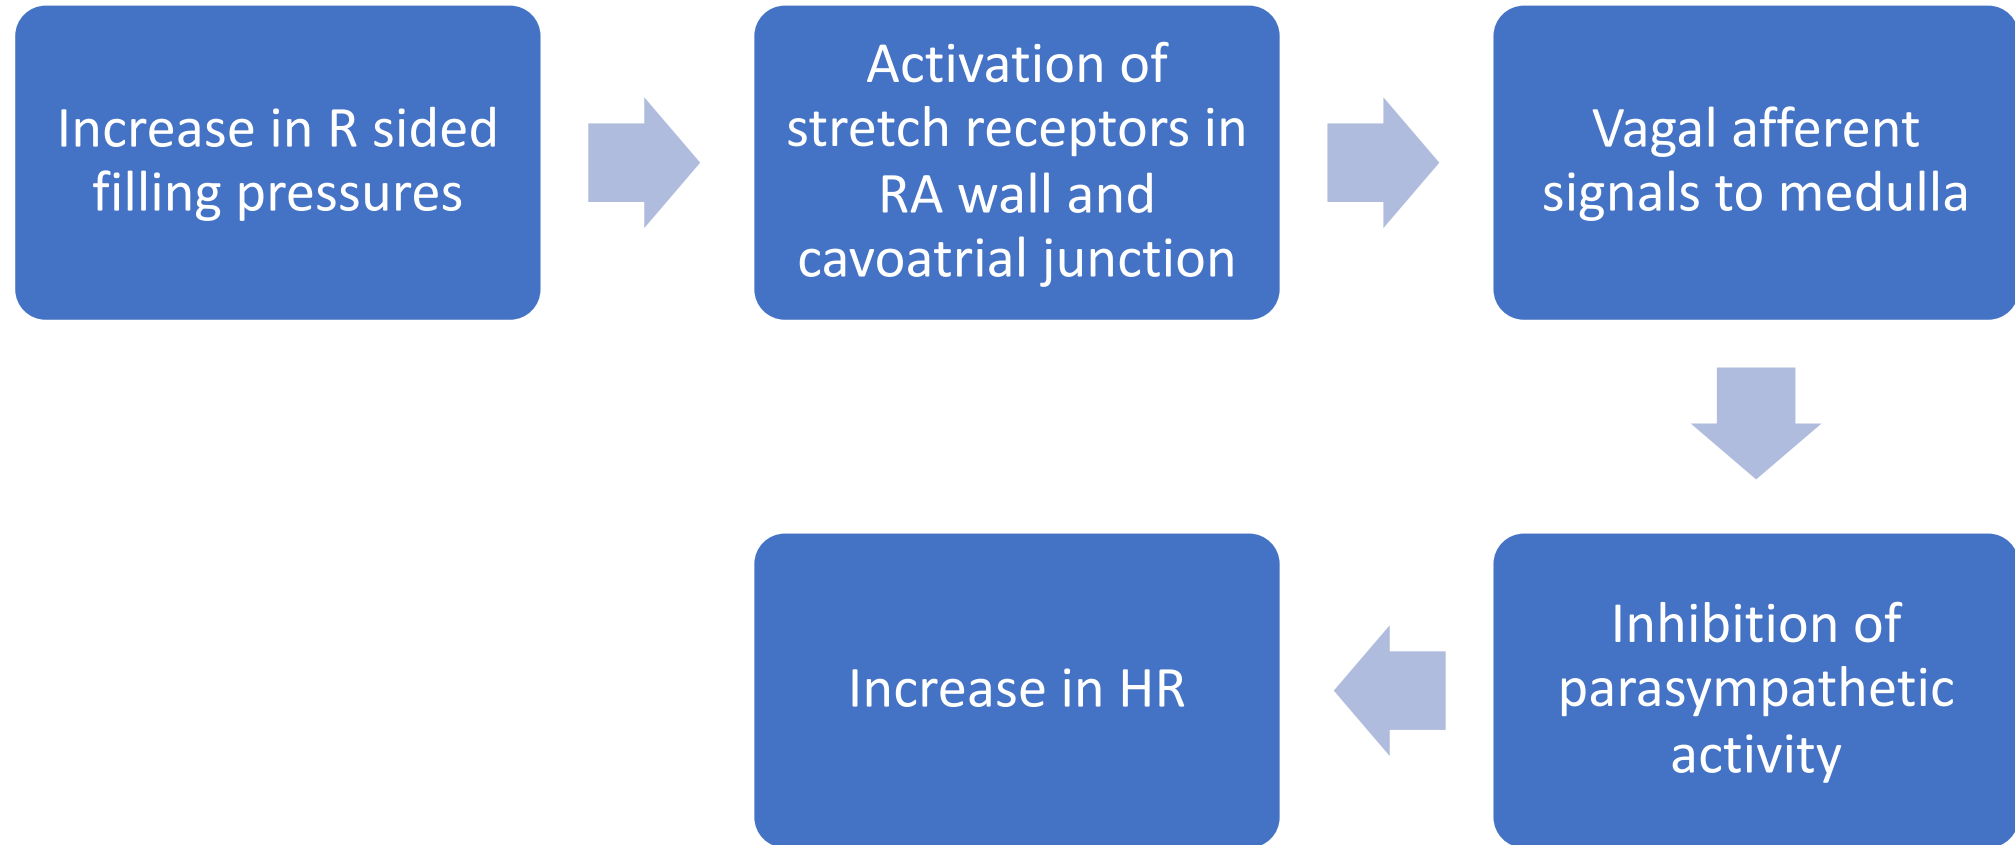 Increase in R sided
filling pressures
Activation of
stretch receptors in
RA wall and
cavoatrial junction
Vagal afferent
signals to medulla
Inhibition of
parasympathetic
activity
Increase in HR